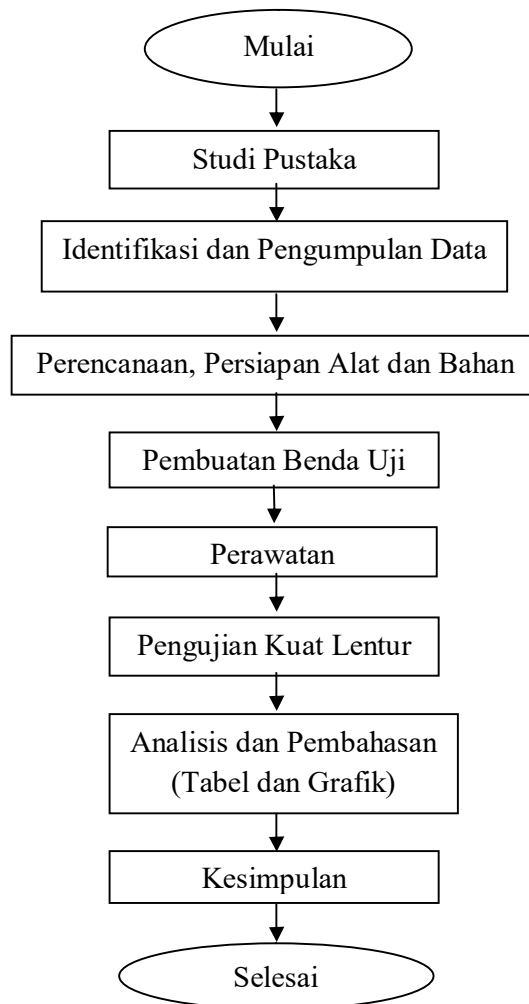 Mulai
Studi Pustaka
Identifikasi dan Pengumpulan Data
Perencanaan, Persiapan Alat dan Bahan
Pembuatan Benda Uji
Perawatan
Pengujian Kuat Lentur
Analisis dan Pembahasan
(Tabel dan Grafik)
Kesimpulan
Selesai